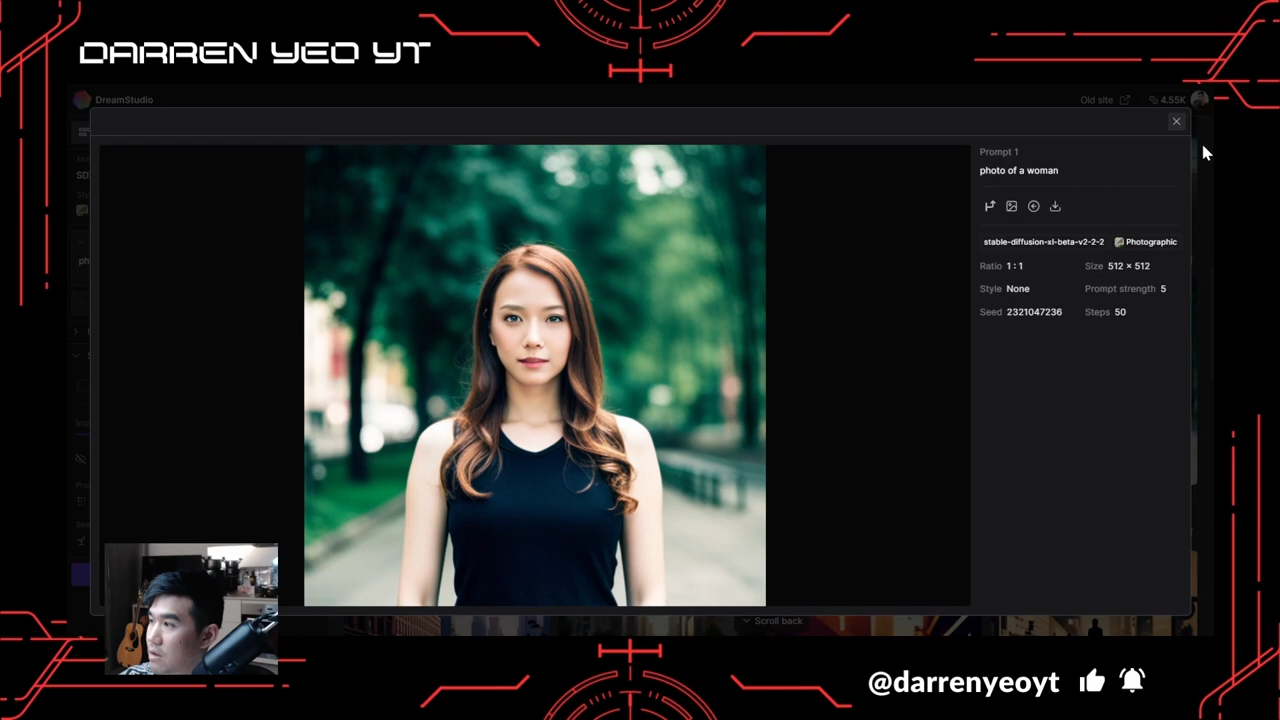 DARREN YEO YT
DreamStudio
Old site
4.55K
Prompt 1
photo of a woman
stable-diffusion-xl-beta-v2-2-2
Photographic
Ratio 1 : 1
Size 512 × 512
Style None
Prompt strength 5
Seed 2321047236
Steps 50
Scroll back
@darrenyeoyt